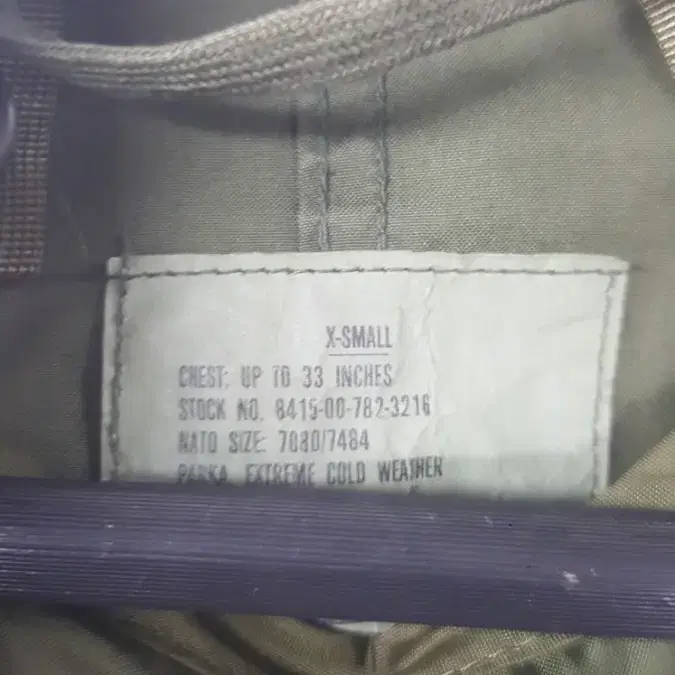 X-SMALL
CHEST: UP TO 33 INCHES
STOCK NO. 8415-00-782-3216
NATO SIZE: 7080/7484
PARKA, EXTREME COLD WEATHER